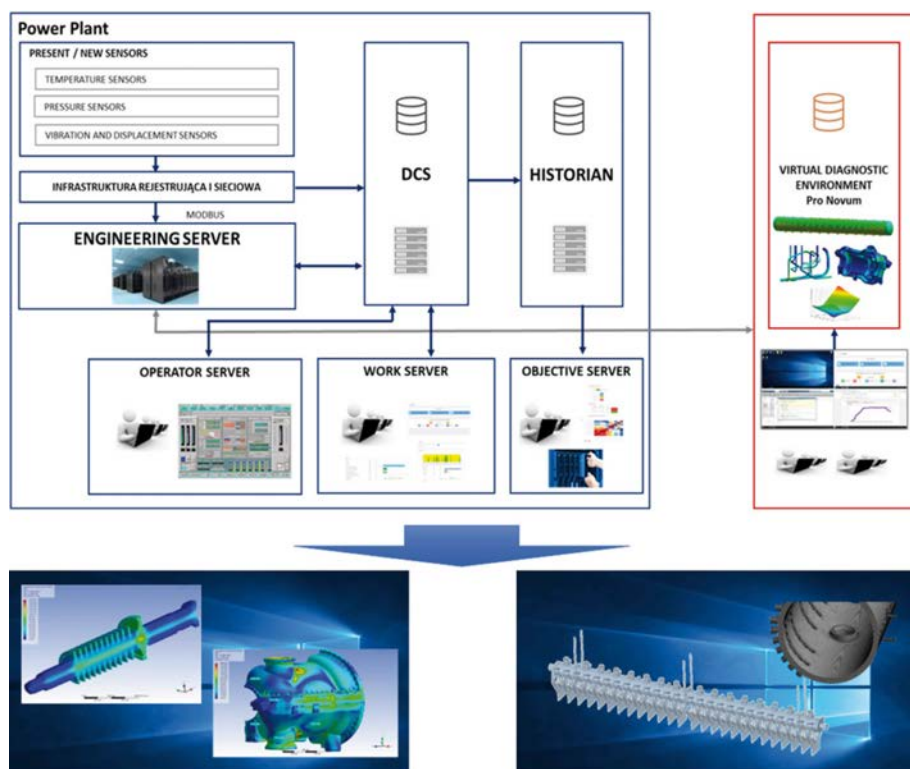 Power Plant
PRESENT / NEW SENSORS
TEMPERATURE SENSORS
PRESSURE SENSORS
VIBRATION AND DISPLACEMENT SENSORS
INFRASTRUKTURA REJESTRUJĄCA I SIECIOWA
MODBUS
ENGINEERING SERVER
DCS
HISTORIAN
VIRTUAL DIAGNOSTIC
ENVIRONMENT
Pro Novum
OPERATOR SERVER
WORK SERVER
OBJECTIVE SERVER